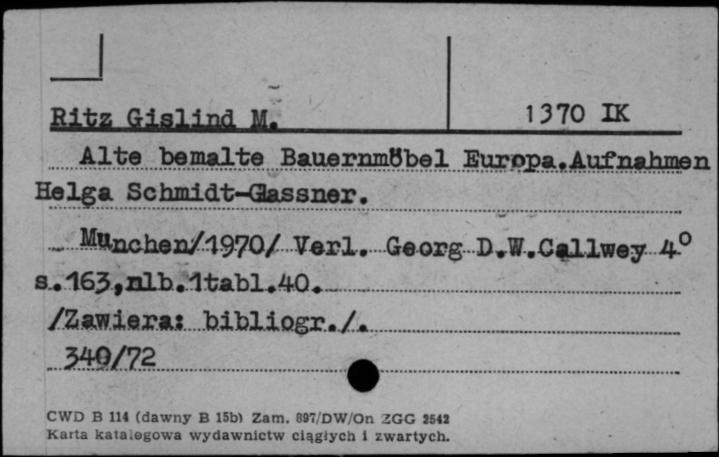 Ritz Gislind M. 1370 IK
Alte bemalte Bauernmöbel Europa.Aufnahmen
Helga Schmidt-Glassner.
Munchen/1970/ Verl. Georg D.W.Callwey 4°
s.163,nlb.1tabl.40.
/Zawiera: bibliogr./.
340/72
CWD B 114 (dawny B 15b) Zam. 897/DW/On ZGG 2542
Karta katalogowa wydawnictw ciągłych i zwartych.